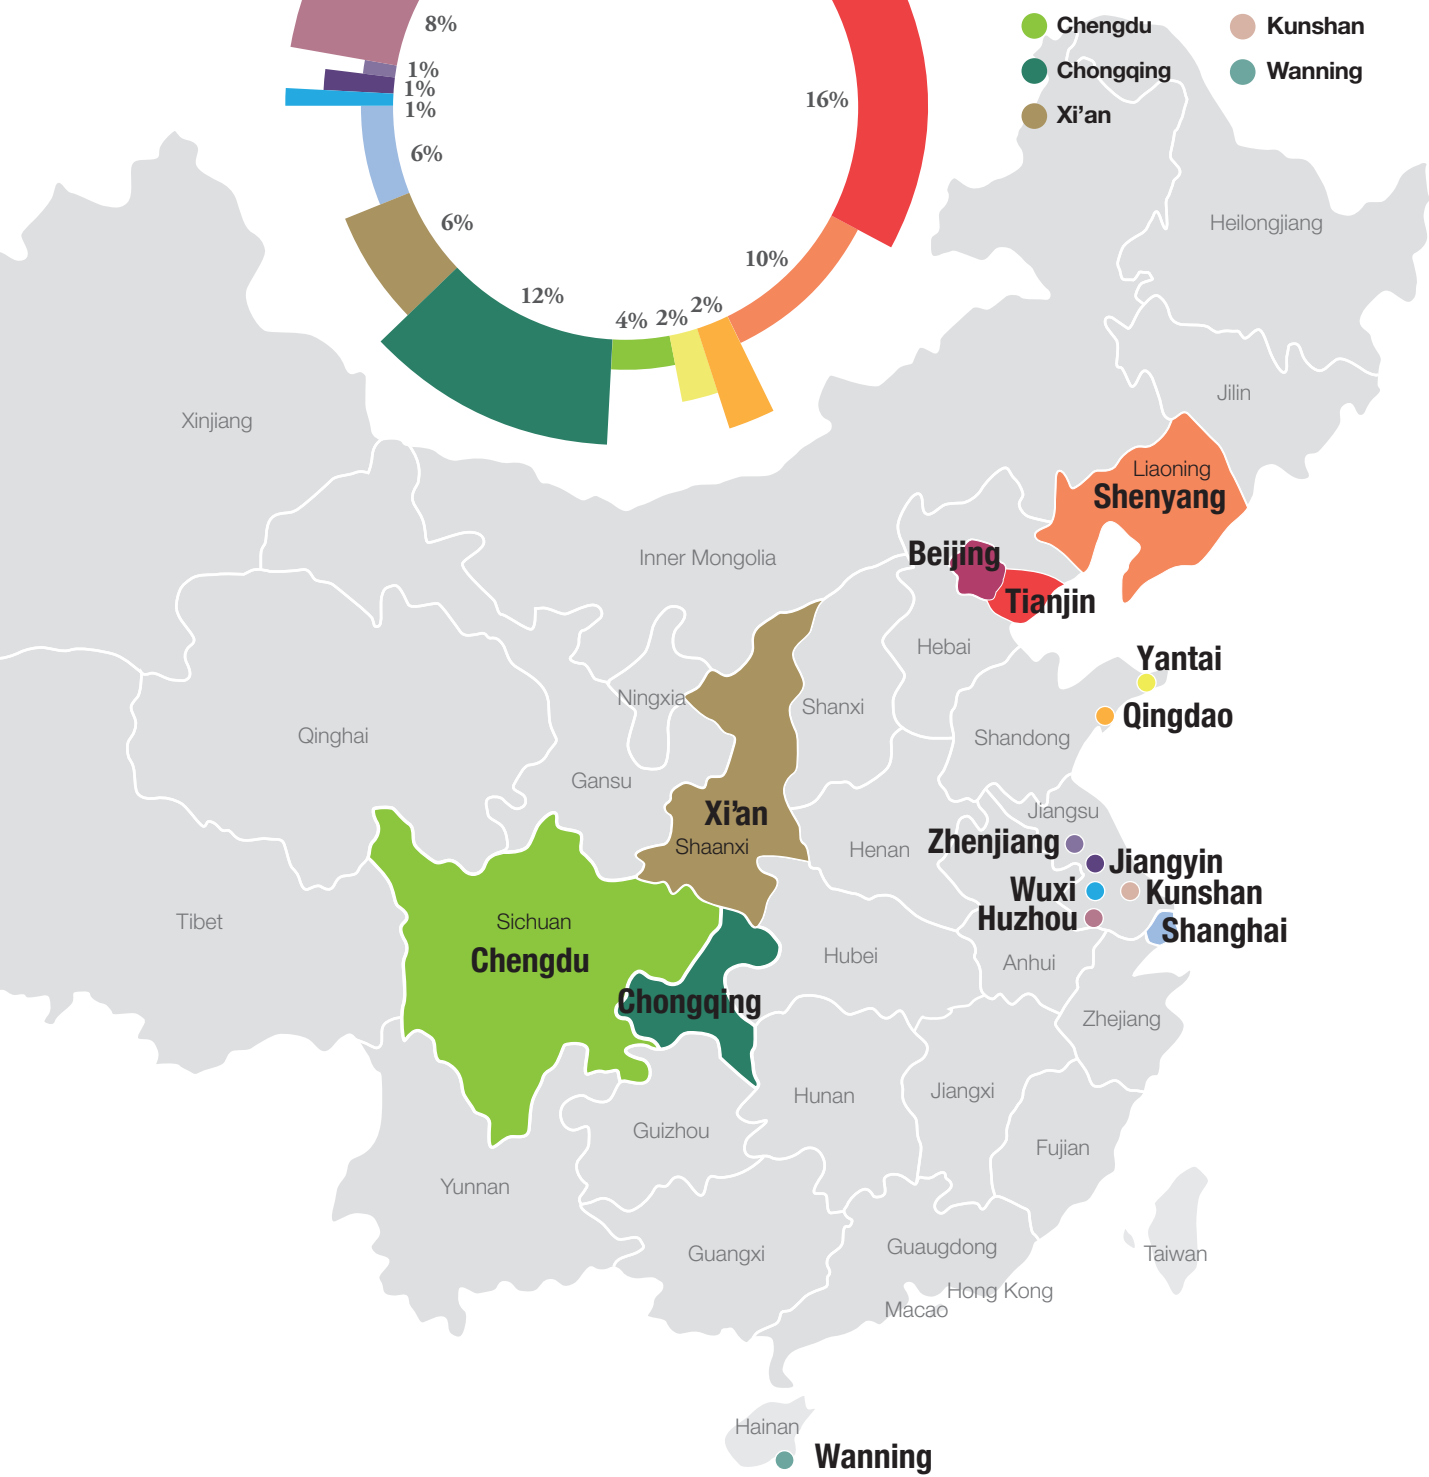 8%
1%
1%
1%
6%
6%
12%
4%
2%
2%
10%
16%
Chengdu
Chongqing
Xi’an
Kunshan
Wanning
Heilongjiang
Jilin
Xinjiang
Liaoning
Shenyang
Inner Mongolia
Beijing
Tianjin
Hebai
Yantai
Ningxia
Shanxi
Qingdao
Qinghai
Shandong
Gansu
Jiangsu
Xi’an
Shaanxi
Henan
Zhenjiang
Jiangyin
Wuxi
Kunshan
Huzhou
Shanghai
Tibet
Sichuan
Chengdu
Hubei
Anhui
Chongqing
Zhejiang
Hunan
Jiangxi
Guizhou
Fujian
Yunnan
Guangxi
Guaugdong
Taiwan
Hong Kong
Macao
Hainan
Wanning